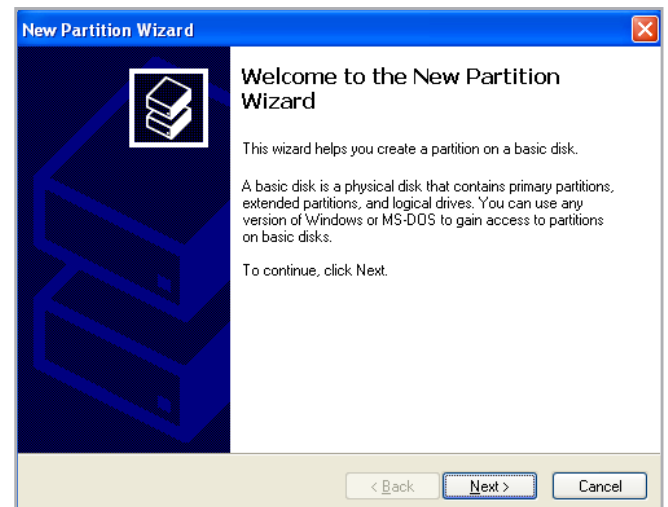 New Partition Wizard
Welcome to the New Partition
Wizard
This wizard helps you create a partition on a basic disk.
A basic disk is a physical disk that contains primary partitions,
extended partitions, and logical drives. You can use any
version of Windows or MS-DOS to gain access to partitions
on basic disks.
To continue, click Next.
< Back Next > Cancel